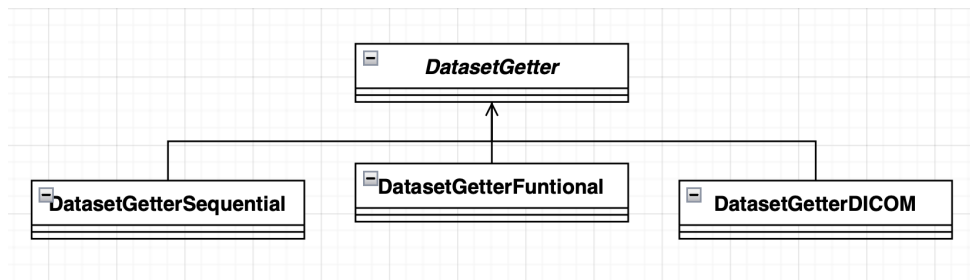 DatasetGetter
DatasetGetterSequential
DatasetGetterFuntional
DatasetGetterDICOM